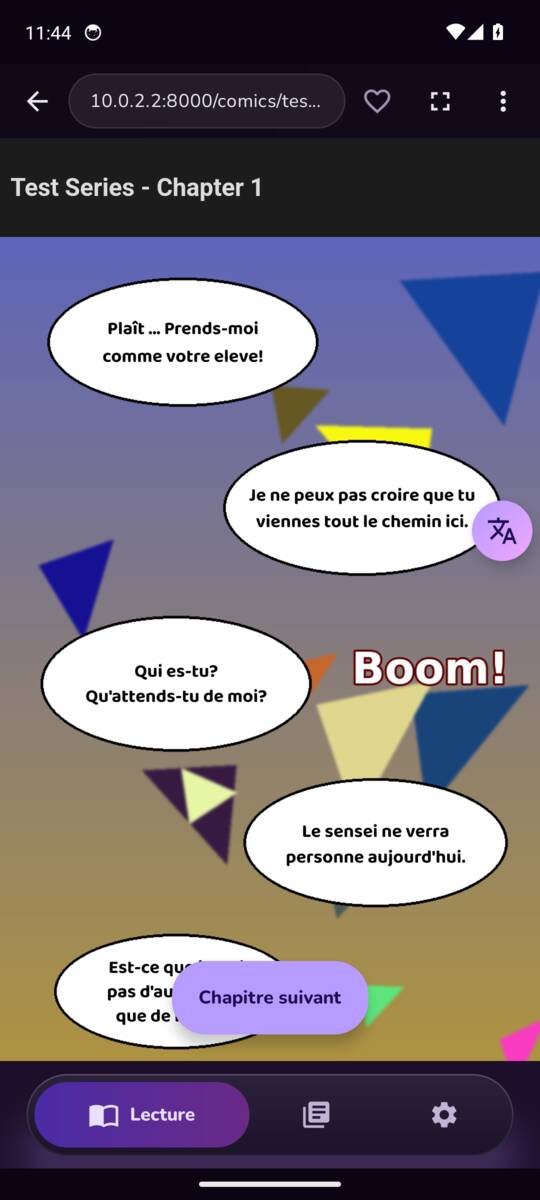 11:44
10.0.2.2:8000/comics/tes...
Test Series - Chapter 1
Plaît ... Prends-moi
comme votre eleve!
Je ne peux pas croire que tu
viennes tout le chemin ici.
Qui es-tu?
Qu'attends-tu de moi?
Boom!
Le sensei ne verra
personne aujourd'hui.
Est-ce
pas
que de
Chapitre suivant
Lecture